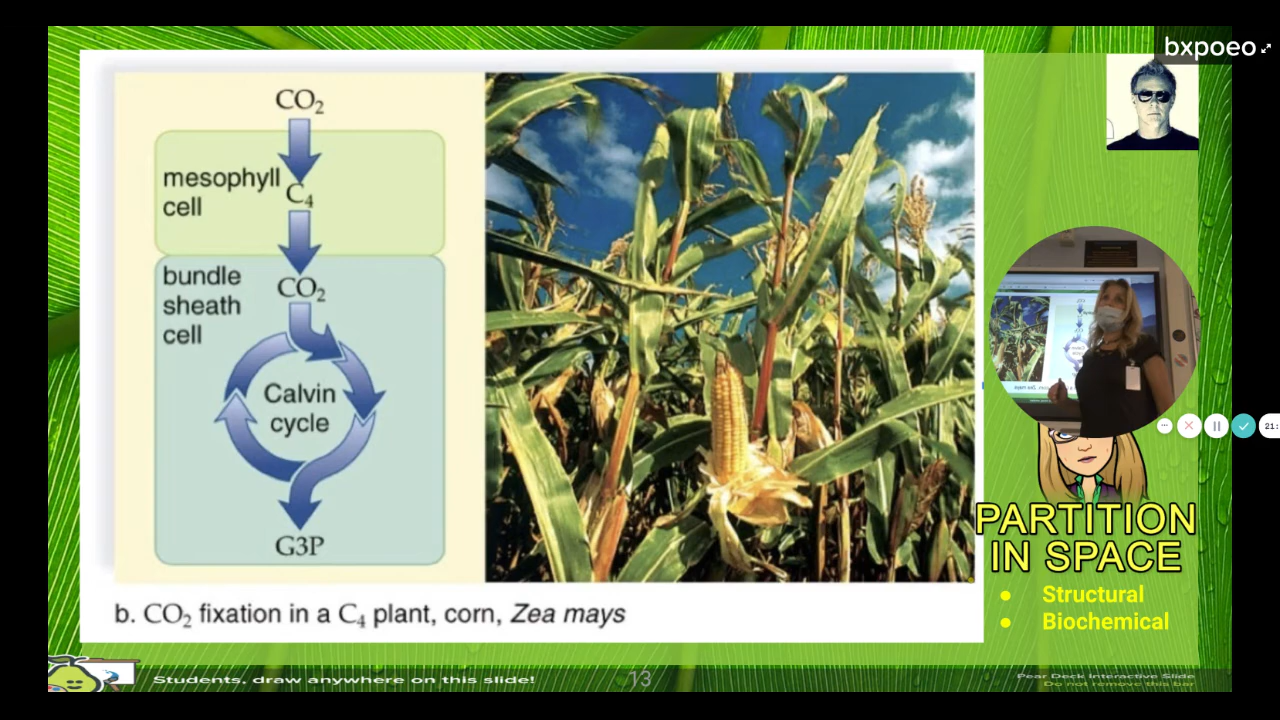 bxpoeo
CO₂
mesophyll
cell
C₄
bundle
sheath
cell
CO₂
Calvin
cycle
G3P
b. CO₂ fixation in a C₄ plant, corn, Zea mays
21:
PARTITION
IN SPACE
● Structural
● Biochemical
Students, draw anywhere on this slide!
13
Pear Deck Interactive Slide
Do not remove this bar